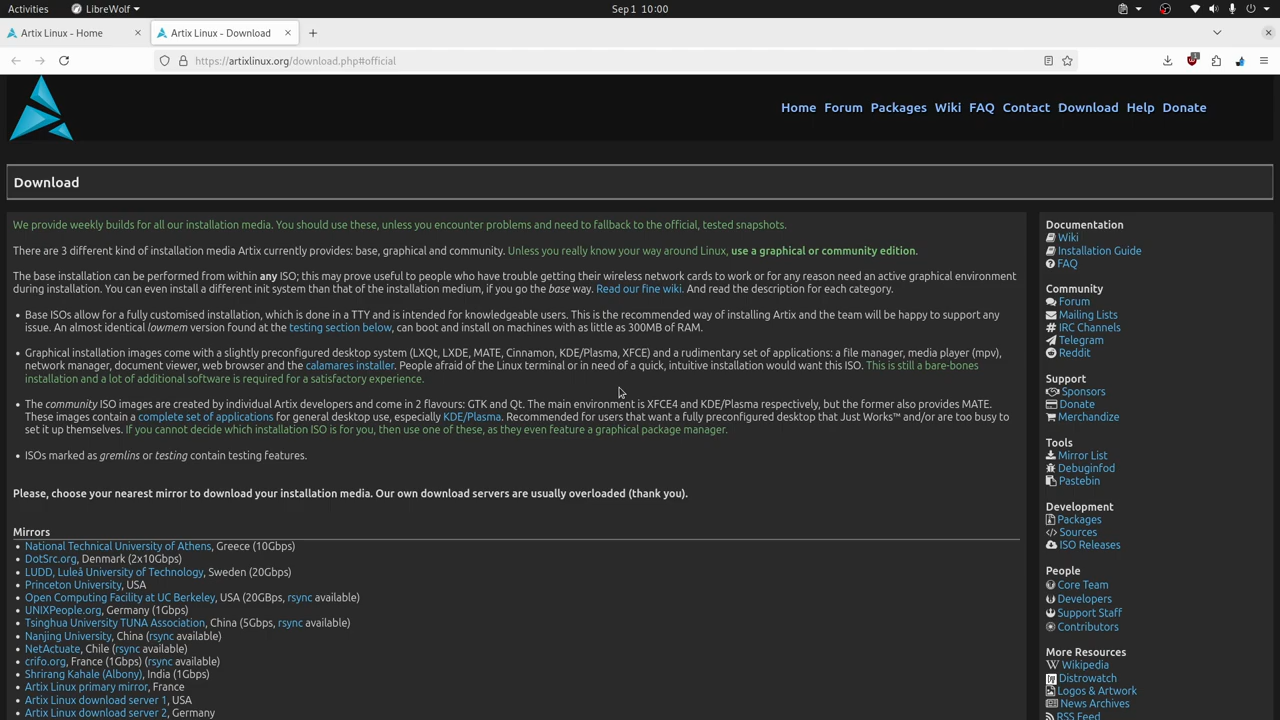 Activities
LibreWolf
Sep 1 10:00
Artix Linux - Home
Artix Linux - Download
https://artixlinux.org/download.php#official
Home Forum Packages Wiki FAQ Contact Download Help Donate
Download
We provide weekly builds for all our installation media. You should use these, unless you encounter problems and need to fallback to the official, tested snapshots.
There are 3 different kind of installation media Artix currently provides: base, graphical and community. Unless you really know your way around Linux, use a graphical or community edition.
The base installation can be performed from within any ISO; this may prove useful to people who have trouble getting their wireless network cards to work or for any reason need an active graphical environment
during installation. You can even install a different init system than that of the installation medium, if you go the base way. Read our fine wiki. And read the description for each category.
• Base ISOs allow for a fully customised installation, which is done in a TTY and is intended for knowledgeable users. This is the recommended way of installing Artix and the team will be happy to support any
issue. An almost identical lowmem version found at the testing section below, can boot and install on machines with as little as 300MB of RAM.
• Graphical installation images come with a slightly preconfigured desktop system (LXQt, LXDE, MATE, Cinnamon, KDE/Plasma, XFCE) and a rudimentary set of applications: a file manager, media player (mpv),
network manager, document viewer, web browser and the calamares installer. People afraid of the Linux terminal or in need of a quick, intuitive installation would want this ISO. This is still a bare-bones
installation and a lot of additional software is required for a satisfactory experience.
• The community ISO images are created by individual Artix developers and come in 2 flavours: GTK and Qt. The main environment is XFCE4 and KDE/Plasma respectively, but the former also provides MATE.
These images contain a complete set of applications for general desktop use, especially KDE/Plasma. Recommended for users that want a fully preconfigured desktop that Just Works™ and/or are too busy to
set it up themselves. If you cannot decide which installation ISO is for you, then use one of these, as they even feature a graphical package manager.
• ISOs marked as gremlins or testing contain testing features.
Please, choose your nearest mirror to download your installation media. Our own download servers are usually overloaded (thank you).
Mirrors
• National Technical University of Athens, Greece (10Gbps)
• DotSrc.org, Denmark (2x10Gbps)
• LUDD, Luleå University of Technology, Sweden (20Gbps)
• Princeton University, USA
• Open Computing Facility at UC Berkeley, USA (20GBps, rsync available)
• UNIXPeople.org, Germany (1Gbps)
• Tsinghua University TUNA Association, China (5Gbps, rsync available)
• Nanjing University, China (rsync available)
• NetActuate, Chile (rsync available)
• crifo.org, France (1Gbps) (rsync available)
• Shrirang Kahale (Albony), India (1Gbps)
• Artix Linux primary mirror, France
• Artix Linux download server 1, USA
• Artix Linux download server 2, Germany
Documentation
Wiki
Installation Guide
FAQ
Community
Forum
Mailing Lists
IRC Channels
Telegram
Reddit
Support
Sponsors
Donate
Merchandize
Tools
Mirror List
Debuginfod
Pastebin
Development
Packages
Sources
ISO Releases
People
Core Team
Developers
Support Staff
Contributors
More Resources
Wikipedia
Distrowatch
Logos & Artwork
News Archives
RSS Feed